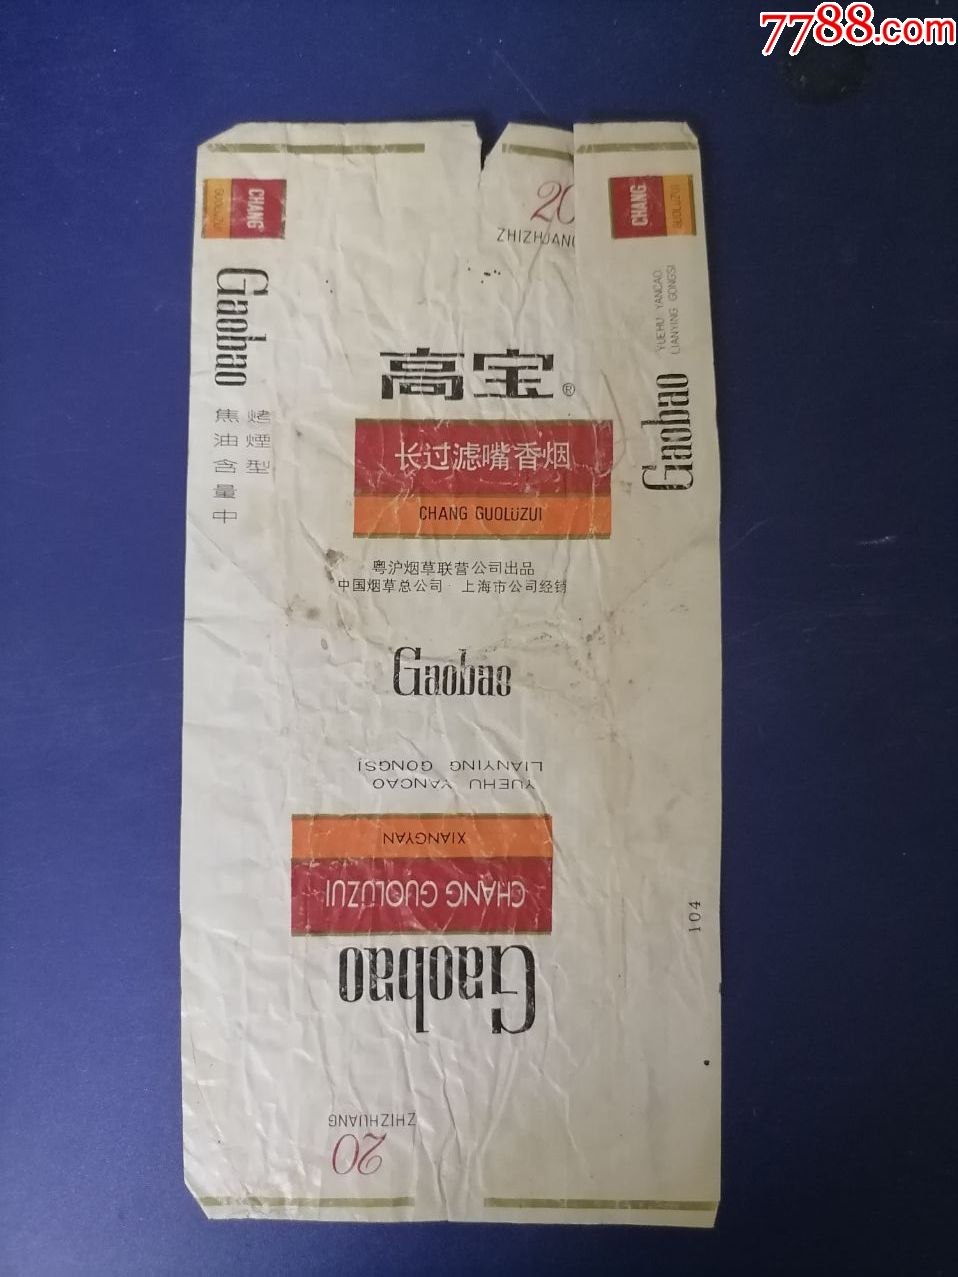 7788.com
CHANG
GUOLUZUI
20
ZHIZHUANG
CHANG
GUOLUZUI
Gaobao
烤煙型
焦油含量中
YUEHU YANCAO
LIANYING GONGSI
Gaobao
高宝®
长过滤嘴香烟
CHANG GUOLÜZUI
粤沪烟草联营公司出品
中国烟草总公司·上海市公司经销
Gaobao
YUEHU YANCAO
LIANYING GONGSI
XIANGYAN
CHANG GUOLÜZUI
Gaobao
104
20
ZHIZHUANG